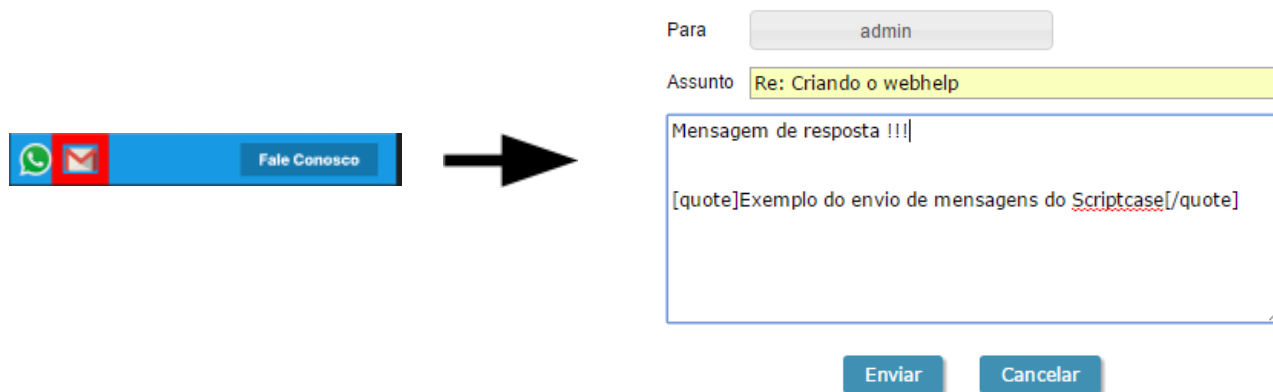 Fale Conosco
Para
admin
Assunto
Re: Criando o webhelp
Mensagem de resposta !!!
[quote]Exemplo do envio de mensagens do Scriptcase[/quote]
Enviar
Cancelar